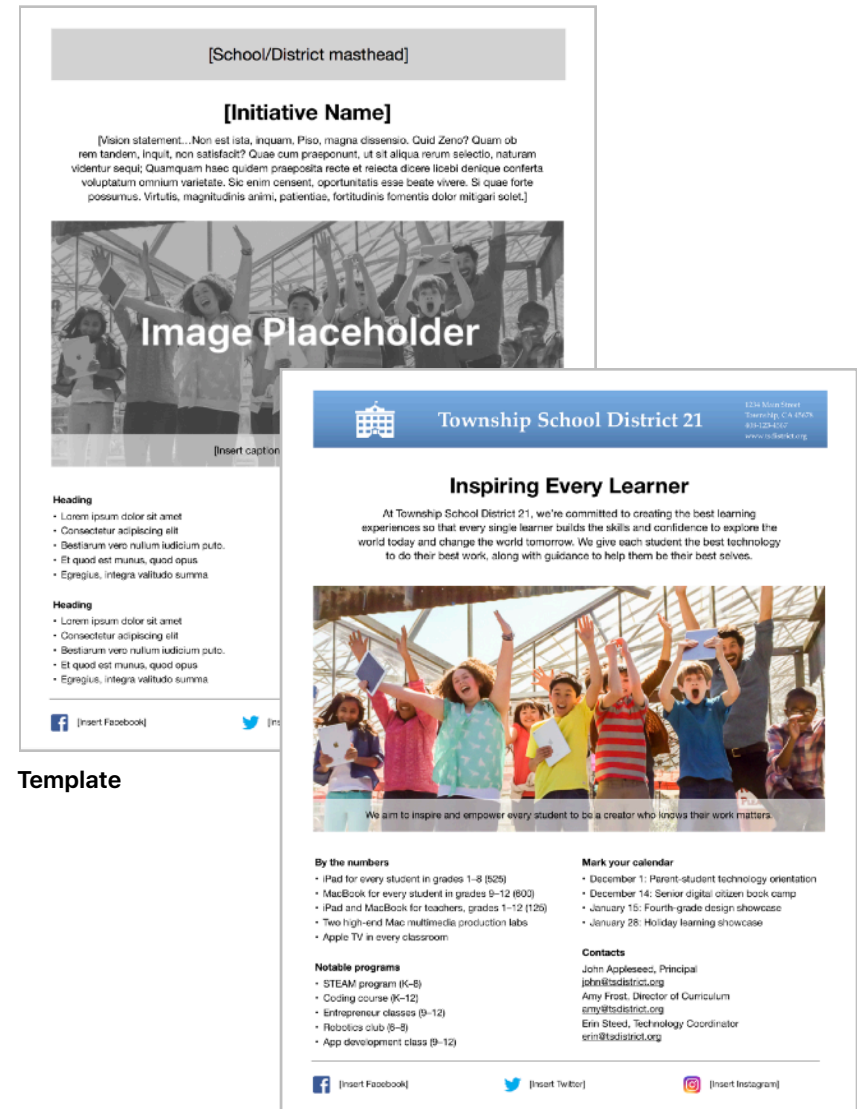 [School/District masthead]
[Initiative Name]
[Vision statement…Non est ista, inquam, Piso, magna dissensio. Quid Zeno? Quam ob
rem tandem, inquit, non satisfacit? Quae cum praeponunt, ut sit aliqua rerum selectio, naturam
videntur sequi; Quamquam haec quidem praeposita recte et reiecta dicere licebi denique conferta
voluptatum omnium varietate. Sic enim censent, oportunitatis esse beate vivere. Si quae forte
possumus. Virtutis, magnitudinis animi, patientiae, fortitudinis fomentis dolor mitigari solet.]
Image Placeholder
[Insert caption
Heading
• Lorem ipsum dolor sit amet
• Consectetur adipiscing elit
• Bestiarum vero nullum iudicium puto.
• Et quod est munus, quod opus
• Egregius, integra valitudo summa
Heading
• Lorem ipsum dolor sit amet
• Consectetur adipiscing elit
• Bestiarum vero nullum iudicium puto.
• Et quod est munus, quod opus
• Egregius, integra valitudo summa
[Insert Facebook]
Template
Township School District 21
1234 Main Street
Township, CA 45678
www.tsdistrict.org
Inspiring Every Learner
At Township School District 21, we're committed to creating the best learning
experiences so that every single learner builds the skills and confidence to explore the
world today and change the world tomorrow. We give each student the best technology
to do their best work, along with guidance to help them be their best selves.
We aim to inspire and empower every student to be a creator who knows their work matters.
By the numbers
• iPad for every student in grades 1–8 (525)
• MacBook for every student in grades 9–12 (600)
• iPad and MacBook for teachers, grades 1–12 (125)
• Two high-end Mac multimedia production labs
• Apple TV in every classroom
Notable programs
• STEAM program (K–8)
• Coding course (K–12)
• Entrepreneur classes (9–12)
• Robotics club (6–8)
• App development class (9–12)
Mark your calendar
• December 1: Parent-student technology orientation
• December 14: Senior digital citizen book camp
• January 15: Fourth-grade design showcase
• January 28: Holiday learning showcase
Contacts
John Appleseed, Principal
john@tsdistrict.org
Amy Frost, Director of Curriculum
amy@tsdistrict.org
Erin Steed, Technology Coordinator
erin@tsdistrict.org
[Insert Facebook]
[Insert Twitter]
[Insert Instagram]